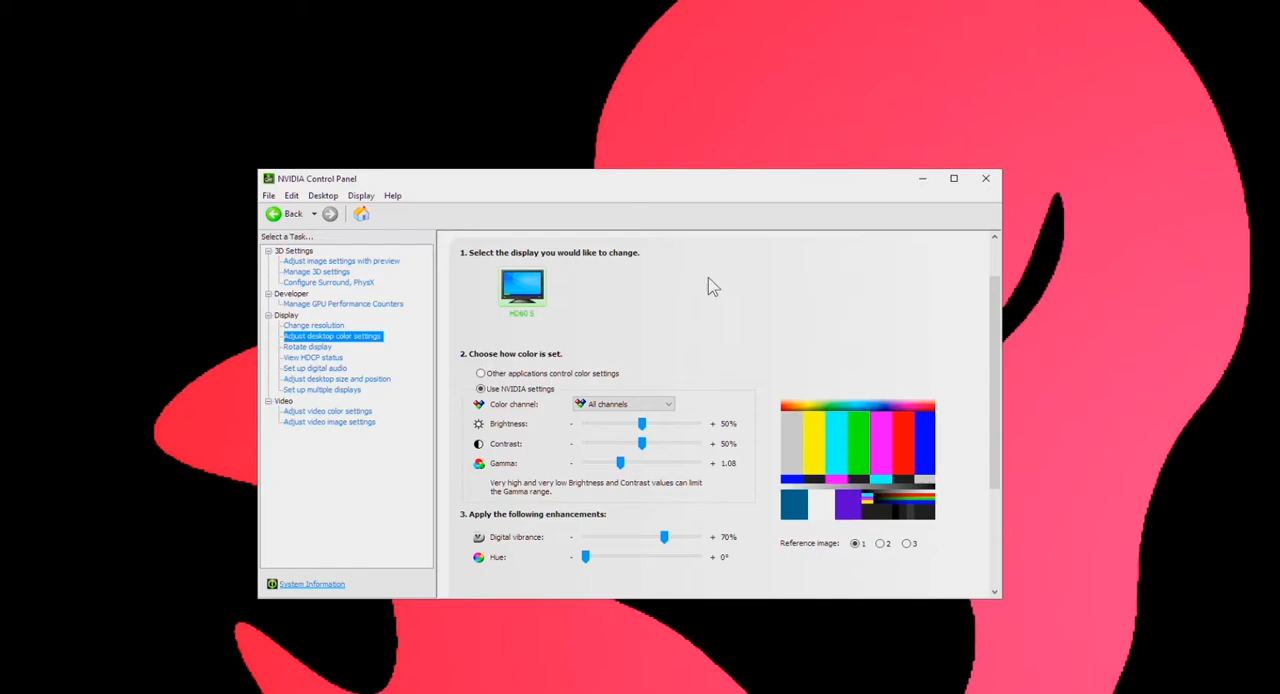 NVIDIA Control Panel
File Edit Desktop Display Help
Back
Select a Task...
3D Settings
Adjust image settings with preview
Manage 3D settings
Configure Surround, PhysX
Developer
Manage GPU Performance Counters
Display
Change resolution
Adjust desktop color settings
Rotate display
View HDCP status
Set up digital audio
Adjust desktop size and position
Set up multiple displays
Video
Adjust video color settings
Adjust video image settings
System Information
1. Select the display you would like to change.
HD60 S
2. Choose how color is set.
Other applications control color settings
Use NVIDIA settings
Color channel: All channels
Brightness: - + 50%
Contrast: - + 50%
Gamma: - + 1.08
Very high and very low Brightness and Contrast values can limit
the Gamma range.
3. Apply the following enhancements:
Digital vibrance: - + 70%
Hue: - + 0°
Reference image: 1 2 3